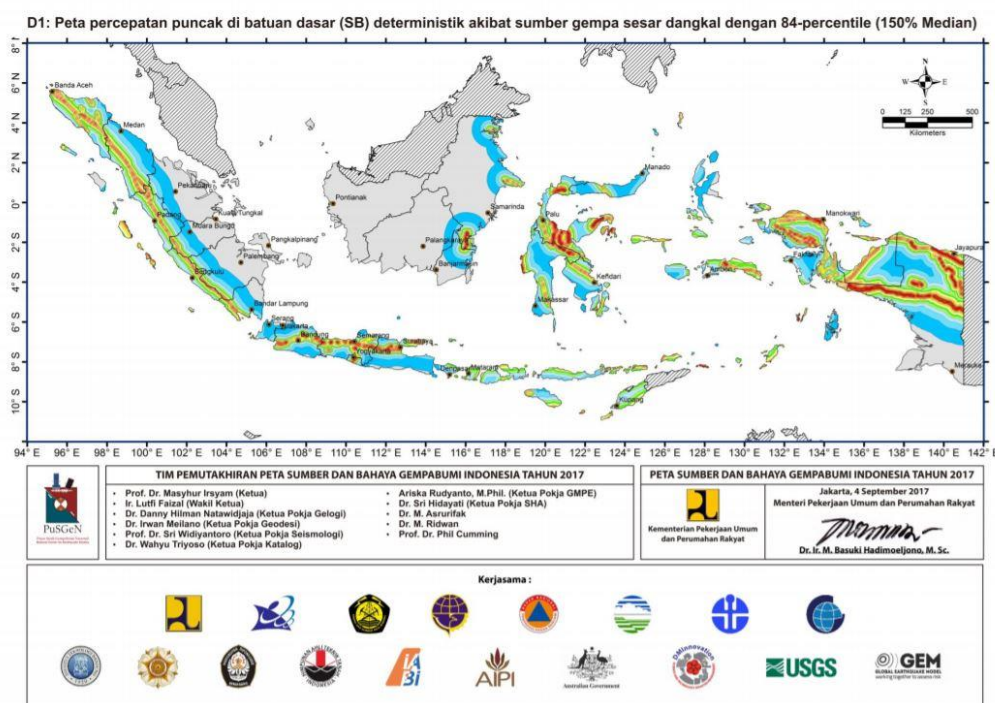 D1: Peta percepatan puncak di batuan dasar (SB) deterministik akibat sumber gempa sesar dangkal dengan 84-percentile (150% Median)
8° N
6° N
4° N
2° N
0°
2° S
4° S
6° S
8° S
10° S
N
W E
S
0 125 250 500
Kilometers
Banda Aceh
Medan
Pekanbaru
Padang
Kuala Tungkal
Muara Bungo
Pangkalpinang
Palembang
Bengkulu
Bandar Lampung
Serang
Jakarta
Bandung
Semarang
Yogyakarta
Surabaya
Denpasar
Mataram
Kupang
Pontianak
Palangkaraya
Banjarmasin
Samarinda
Palu
Manado
Makassar
Kendari
Ambon
Fakfak
Manokwari
Jayapura
Merauke
94° E 96° E 98° E 100° E 102° E 104° E 106° E 108° E 110° E 112° E 114° E 116° E 118° E 120° E 122° E 124° E 126° E 128° E 130° E 132° E 134° E 136° E 138° E 140° E 142° E
PuSGeN
TIM PEMUTAKHIRAN PETA SUMBER DAN BAHAYA GEMPABUMI INDONESIA TAHUN 2017
• Prof. Dr. Masyhur Irsyam (Ketua)
• Ir. Lutfi Faizal (Wakil Ketua)
• Dr. Danny Hilman Natawidjaja (Ketua Pokja Gelogi)
• Dr. Irwan Meilano (Ketua Pokja Geodesi)
• Prof. Dr. Sri Widiyantoro (Ketua Pokja Seismologi)
• Dr. Wahyu Triyoso (Ketua Pokja Katalog)
• Ariska Rudyanto, M.Phil. (Ketua Pokja GMPE)
• Dr. Sri Hidayati (Ketua Pokja SHA)
• Dr. M. Asrurifak
• Dr. M. Ridwan
• Prof. Dr. Phil Cumming
PETA SUMBER DAN BAHAYA GEMPABUMI INDONESIA TAHUN 2017
Kementerian Pekerjaan Umum
dan Perumahan Rakyat
Jakarta, 4 September 2017
Menteri Pekerjaan Umum dan Perumahan Rakyat
Dr. Ir. M. Basuki Hadimoeljono, M. Sc.
Kerjasama :
AIPI
Australian Government
DMInnovation
USGS
GEM
GLOBAL EARTHQUAKE MODEL
working together to assess risk